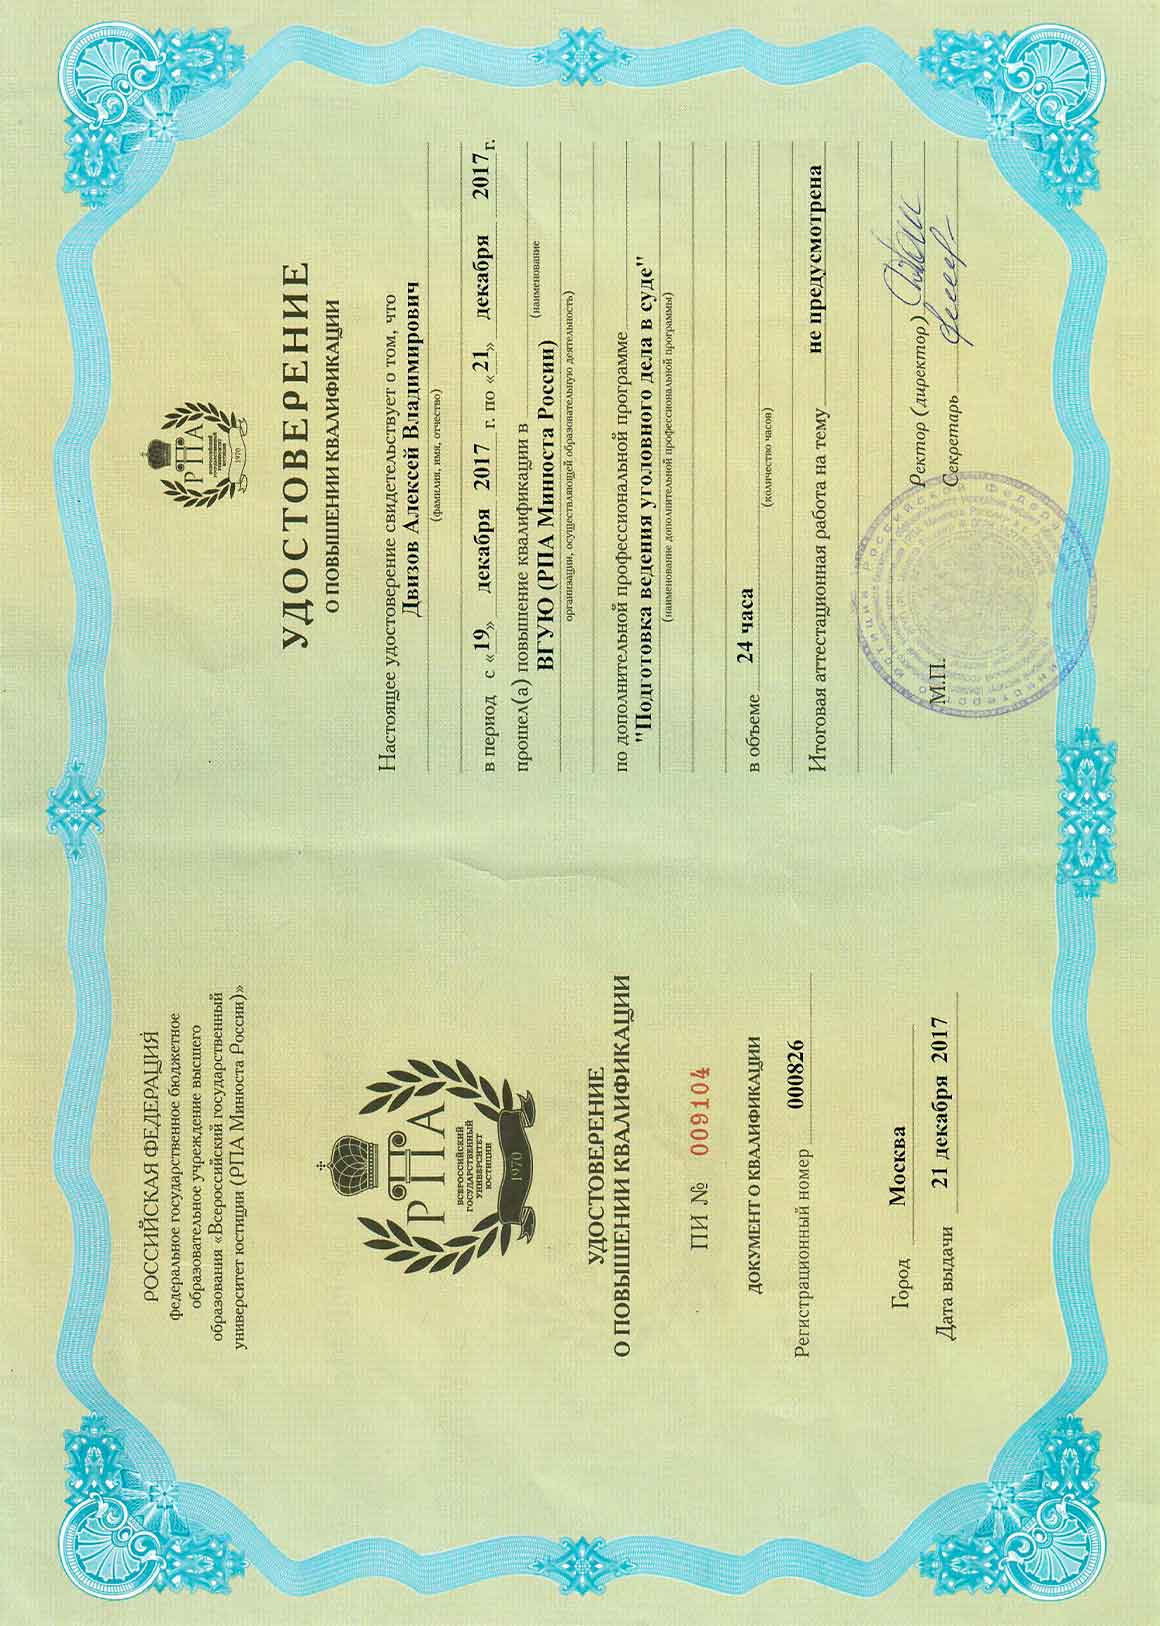 РОССИЙСКАЯ ФЕДЕРАЦИЯ
Федеральное государственное бюджетное
образовательное учреждение высшего
образования «Всероссийский государственный
университет юстиции (РПА Минюста России)»
РПА
ВСЕРОССИЙСКИЙ
ГОСУДАРСТВЕННЫЙ
УНИВЕРСИТЕТ
ЮСТИЦИИ
1970
УДОСТОВЕРЕНИЕ
О ПОВЫШЕНИИ КВАЛИФИКАЦИИ
ПИ № 009104
ДОКУМЕНТ О КВАЛИФИКАЦИИ
Регистрационный номер 000826
Город Москва
Дата выдачи 21 декабря 2017
РПА
ВСЕРОССИЙСКИЙ
ГОСУДАРСТВЕННЫЙ
УНИВЕРСИТЕТ
ЮСТИЦИИ
1970
УДОСТОВЕРЕНИЕ
О ПОВЫШЕНИИ КВАЛИФИКАЦИИ
Настоящее удостоверение свидетельствует о том, что
Двизов Алексей Владимирович
(фамилия, имя, отчество)
в период с «19» декабря 2017 г. по «21» декабря 2017 г.
прошел(а) повышение квалификации в
(наименование
ВГУЮ (РПА Минюста России)
организации, осуществляющей образовательную деятельность)
по дополнительной профессиональной программе
"Подготовка ведения уголовного дела в суде"
(наименование дополнительной профессиональной программы)
в объеме 24 часа
(количество часов)
Итоговая аттестационная работа на тему не предусмотрена
Ректор (директор)
М.П. Секретарь